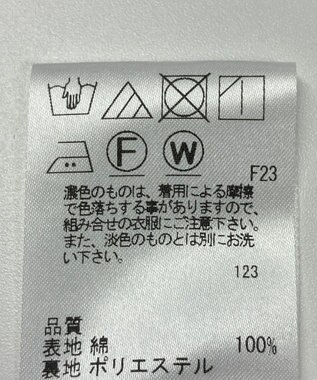 F W
F23
濃色のものは、着用による摩擦
で色落ちする事がありますので、
組み合せの衣服にご注意下さい。
また、淡色のものとは別にお洗
い下さい。
123
品質
表地 綿 100%
裏地 ポリエステル